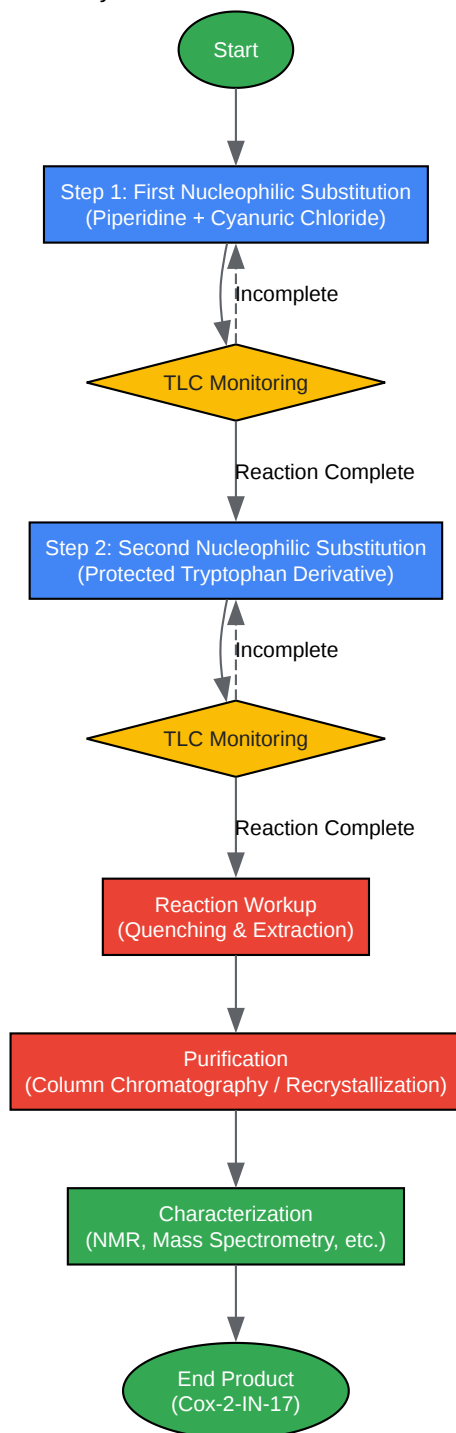 Start
Step 1: First Nucleophilic Substitution
(Piperidine + Cyanuric Chloride)
Incomplete
TLC Monitoring
Reaction Complete
Step 2: Second Nucleophilic Substitution
(Protected Tryptophan Derivative)
Incomplete
TLC Monitoring
Reaction Complete
Reaction Workup
(Quenching & Extraction)
Purification
(Column Chromatography / Recrystallization)
Characterization
(NMR, Mass Spectrometry, etc.)
End Product
(Cox-2-IN-17)